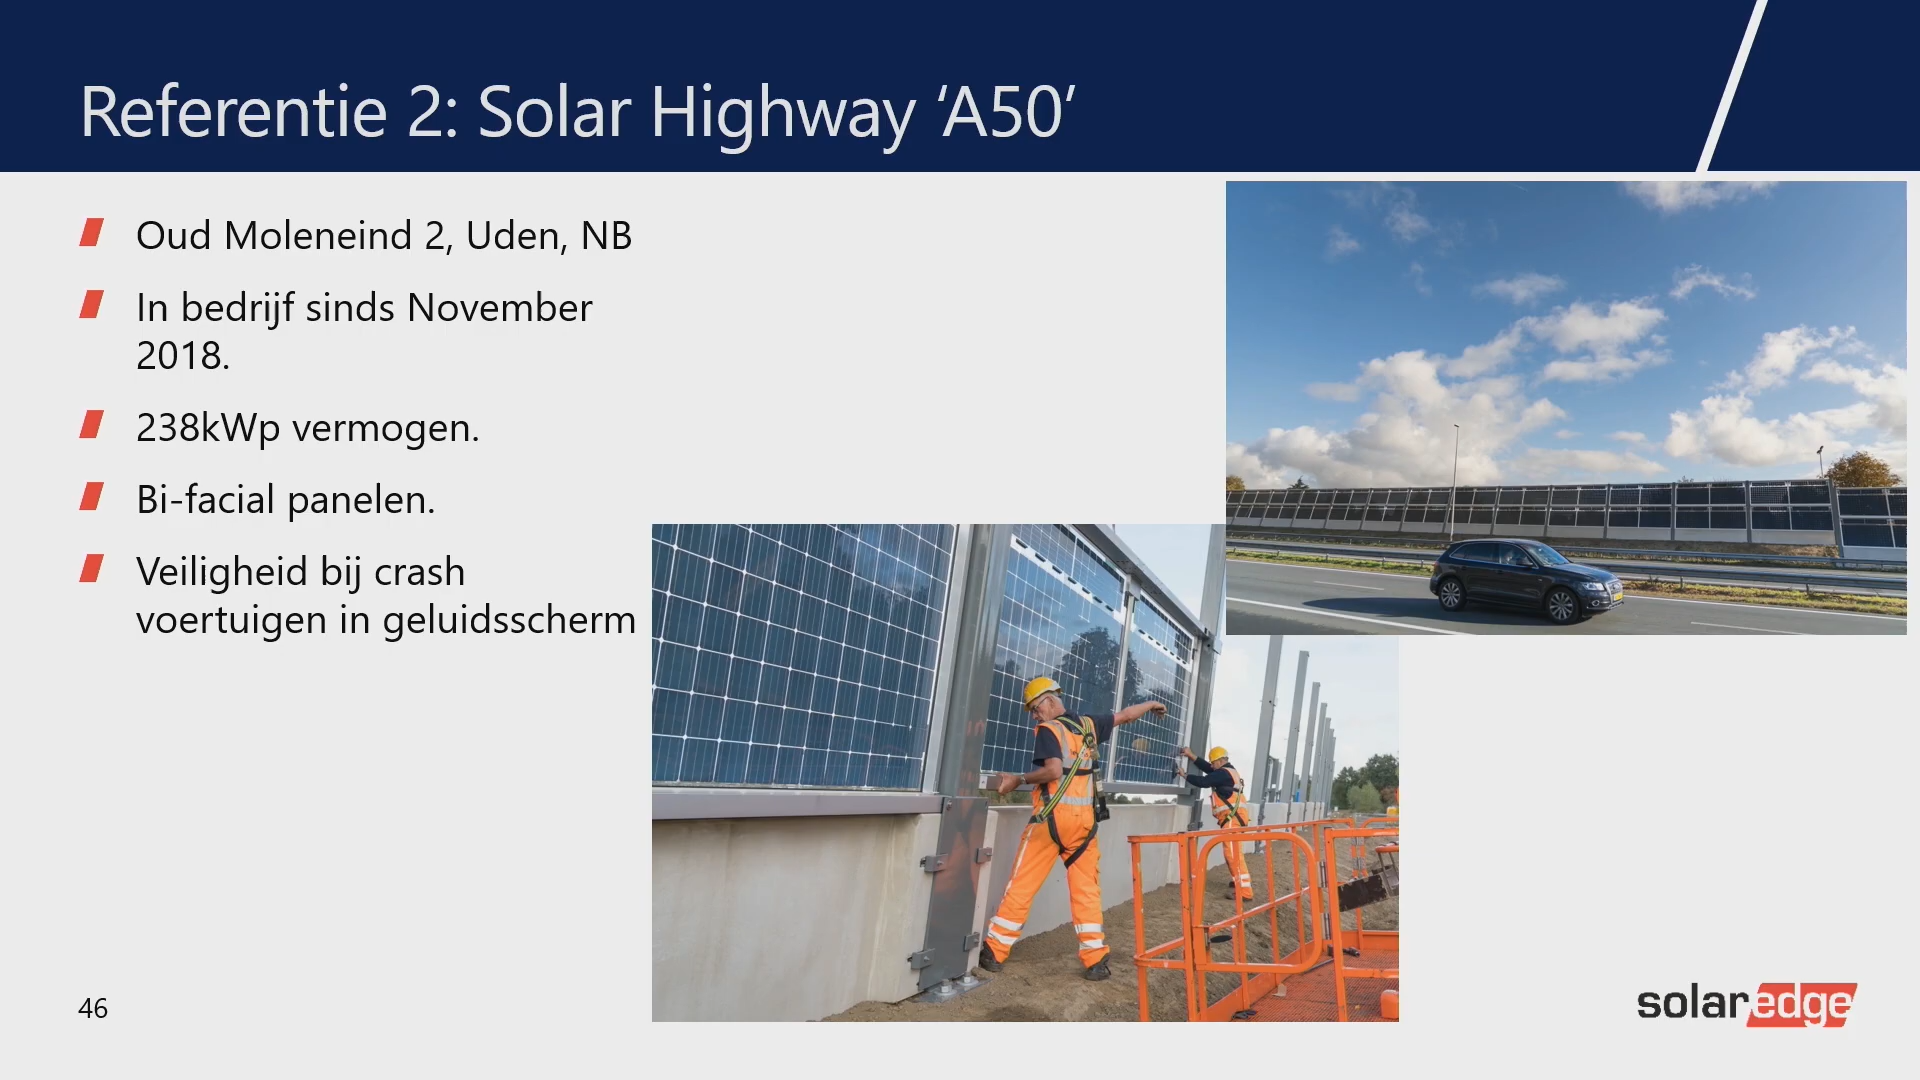 Referentie 2: Solar Highway ‘A50’
Oud Moleneind 2, Uden, NB
In bedrijf sinds November
2018.
238kWp vermogen.
Bi-facial panelen.
Veiligheid bij crash
voertuigen in geluidsscherm
46
solaredge